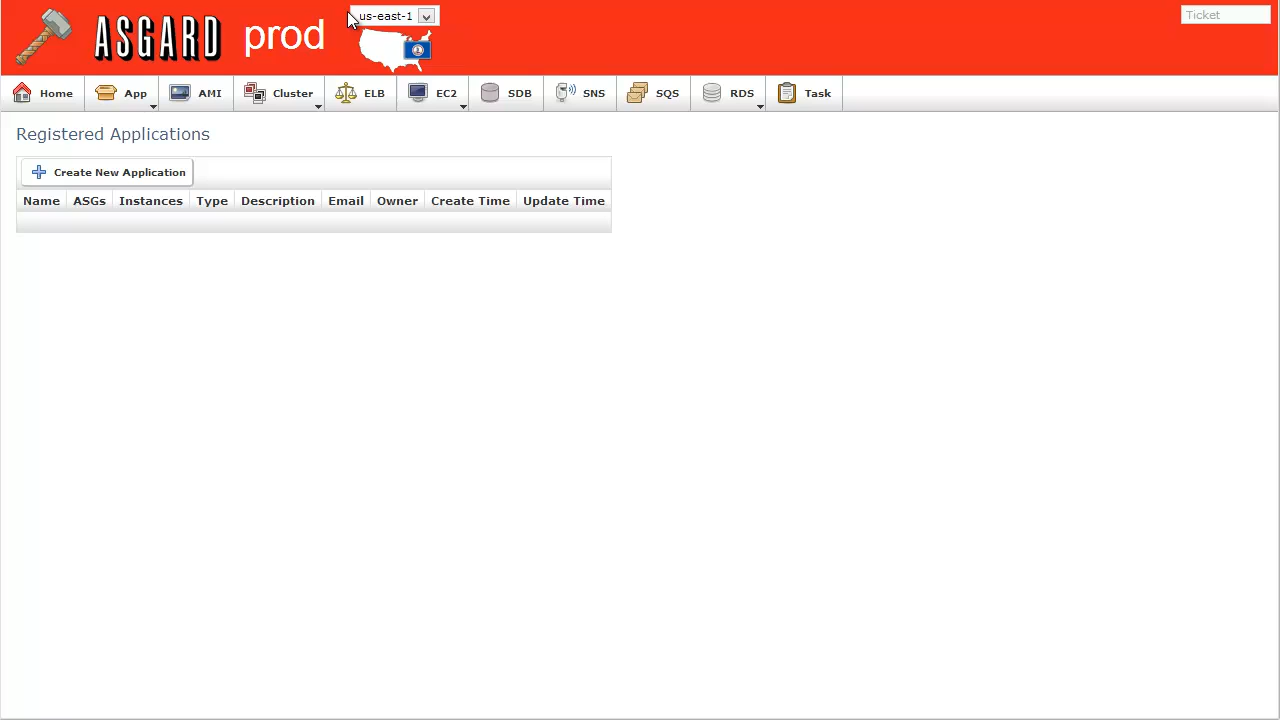 ASGARD prod us-east-1 Ticket
Home App AMI Cluster ELB EC2 SDB SNS SQS RDS Task
Registered Applications
Create New Application
Name ASGs Instances Type Description Email Owner Create Time Update Time